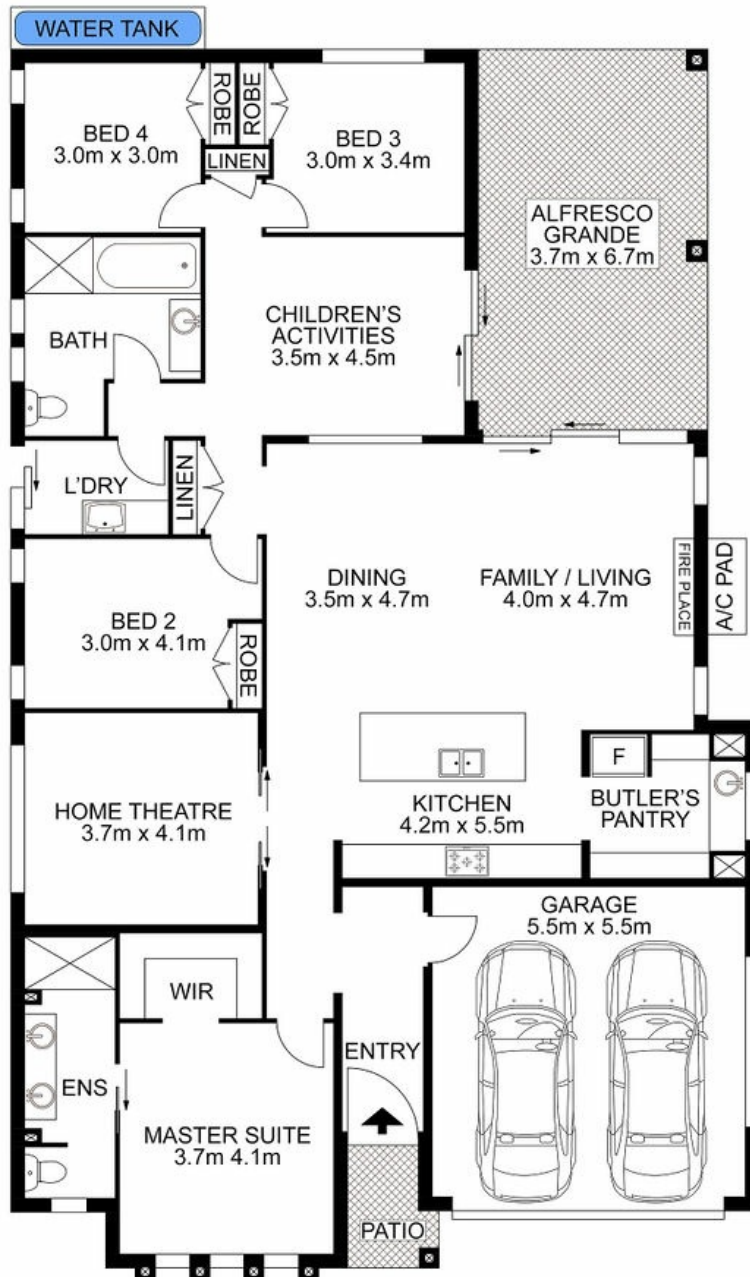 WATER TANK
BED 4
3.0m x 3.0m
ROBE
ROBE
LINEN
BED 3
3.0m x 3.4m
ALFRESCO
GRANDE
3.7m x 6.7m
CHILDREN'S
ACTIVITIES
3.5m x 4.5m
BATH
L'DRY
LINEN
DINING
3.5m x 4.7m
FAMILY / LIVING
4.0m x 4.7m
FIRE PLACE
A/C PAD
BED 2
3.0m x 4.1m
ROBE
HOME THEATRE
3.7m x 4.1m
KITCHEN
4.2m x 5.5m
F
BUTLER'S
PANTRY
GARAGE
5.5m x 5.5m
WIR
ENS
ENTRY
MASTER SUITE
3.7m 4.1m
PATIO